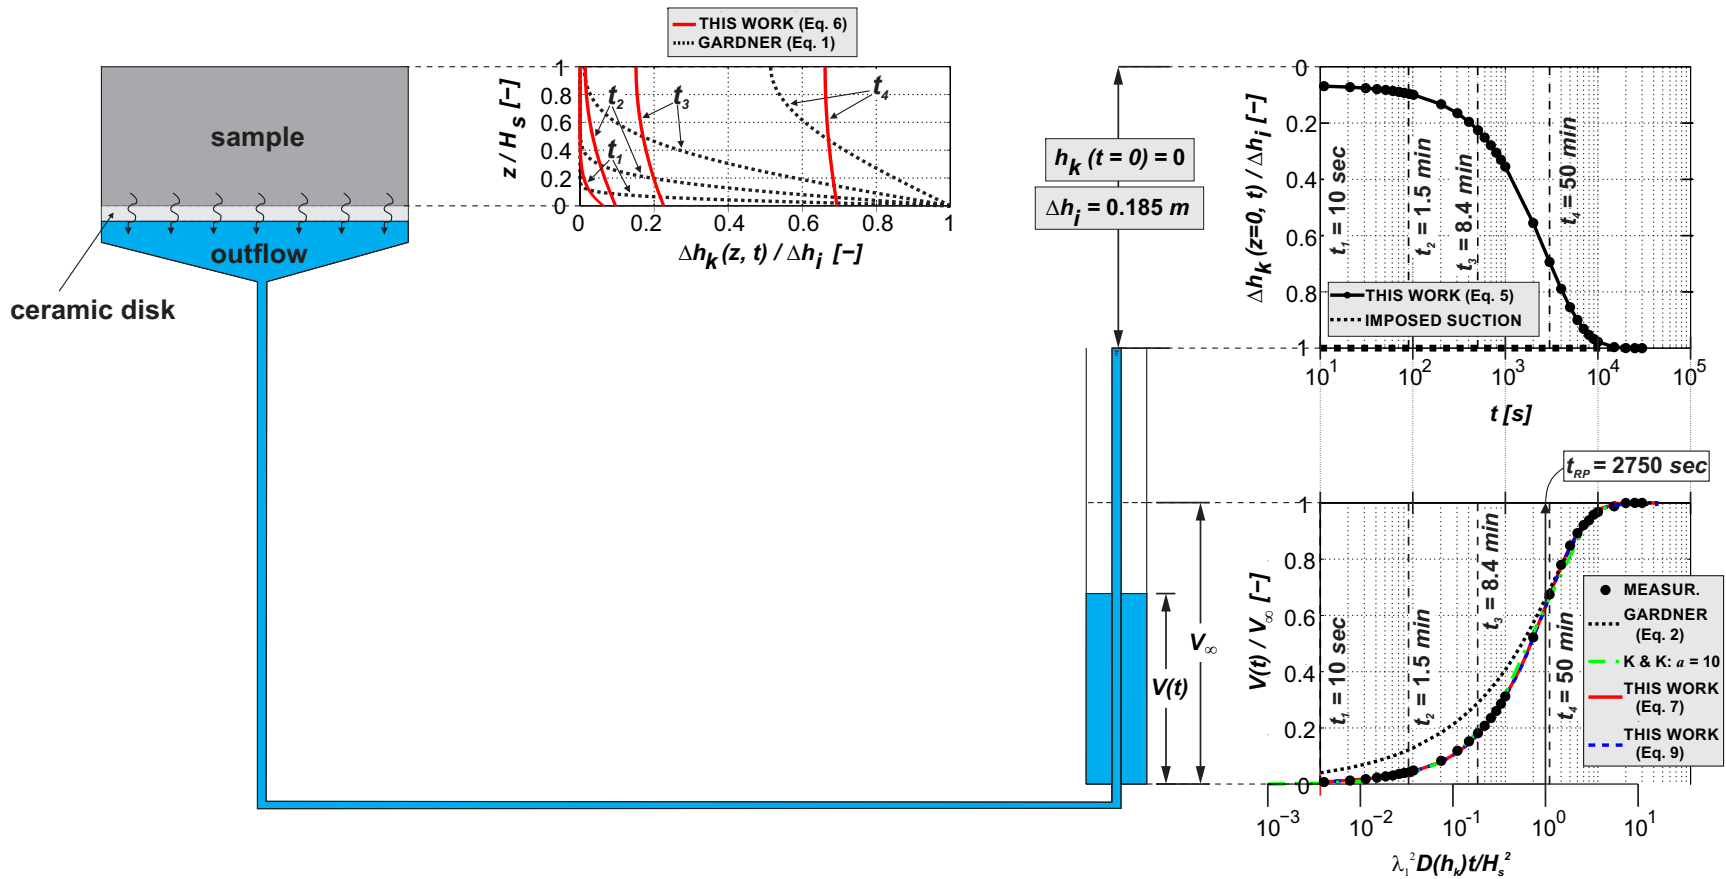 THIS WORK (Eq. 6)
GARDNER (Eq. 1)
sample
outflow
ceramic disk
z / H_s [–]
1
0.8
0.6
0.4
0.2
0
0 0.2 0.4 0.6 0.8 1
t_1
t_2
t_3
t_4
Δh_k (z, t) / Δh_i [–]
h_k (t = 0) = 0
Δh_i = 0.185 m
Δh_k (z=0, t) / Δh_i [–]
0
0.2
0.4
0.6
0.8
1
t_1 = 10 sec
t_2 = 1.5 min
t_3 = 8.4 min
t_4 = 50 min
THIS WORK (Eq. 5)
IMPOSED SUCTION
10^1 10^2 10^3 10^4 10^5
t [s]
t_RP = 2750 sec
V(t) / V_∞ [–]
1
0.8
0.6
0.4
0.2
0
t_1 = 10 sec
t_2 = 1.5 min
t_3 = 8.4 min
t_4 = 50 min
MEASUR.
GARDNER
(Eq. 2)
K & K: a = 10
THIS WORK
(Eq. 7)
THIS WORK
(Eq. 9)
V(t)
V_∞
10^−3 10^−2 10^−1 10^0 10^1
λ_1^2 D(h_k)t/H_s^2